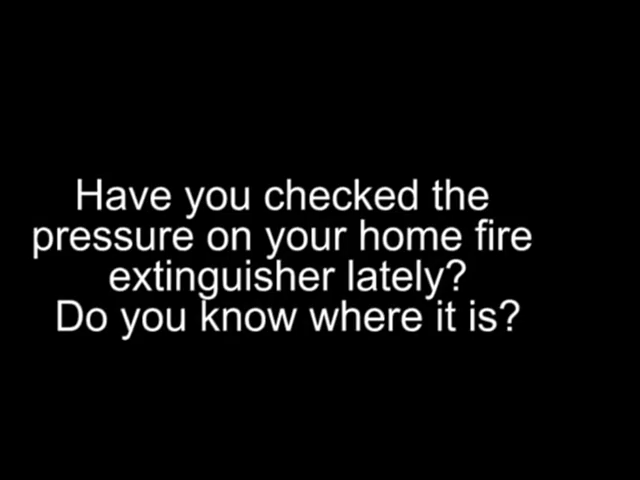 Have you checked the
pressure on your home fire
extinguisher lately?
Do you know where it is?